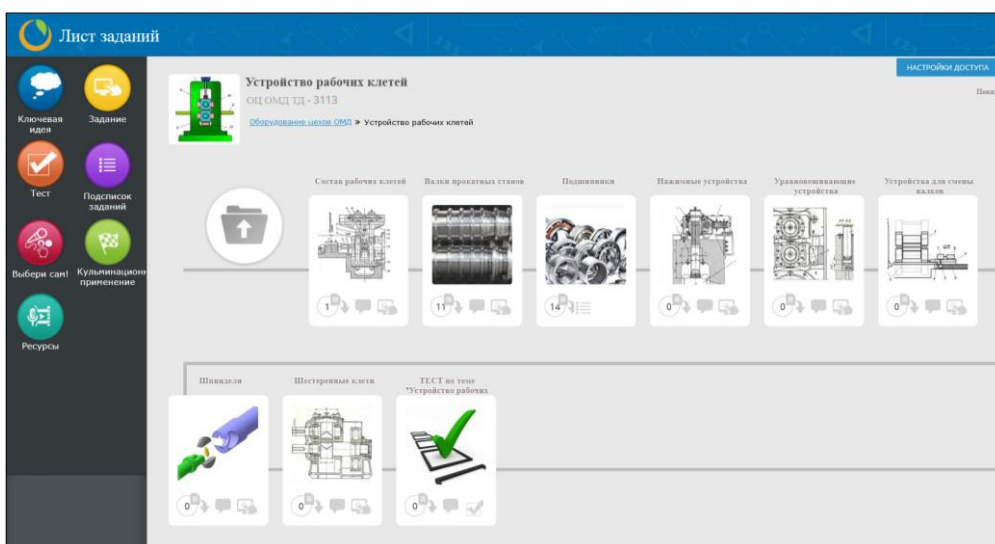 Лист заданий
НАСТРОЙКИ ДОСТУПА
Устройство рабочих клетей
ОЦ ОМД ТД - 3113
Оборудование цехов ОМД » Устройство рабочих клетей
Ключевая
идея
Задание
Тест
Подсписок
заданий
Выбери сам!
Кульминационн
применение
Ресурсы
Состав рабочих клетей
Валки прокатных станов
Подшипники
Нажимные устройства
Уравновешивающие
устройства
Устройства для смены
валков
1
11
14
0
0
0
Шпиндели
Шестеренные клети
ТЕСТ по теме
"Устройство рабочих
0
0
0